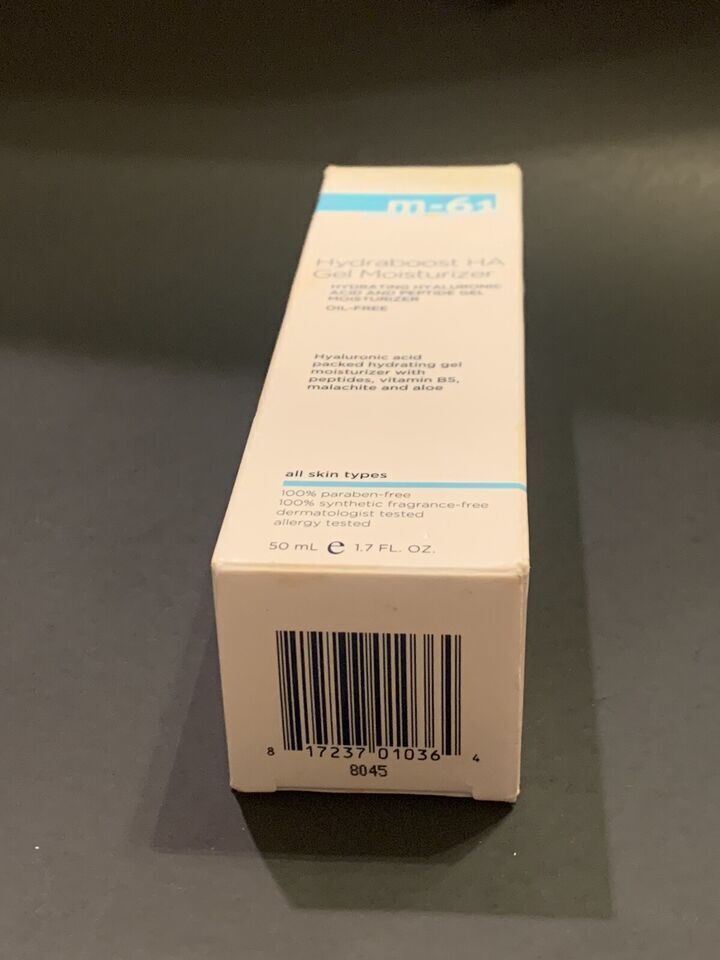 m-61
Hydraboost HA
Gel Moisturizer
HYDRATING HYALURONIC
ACID AND PEPTIDE GEL
MOISTURIZER
OIL-FREE
Hyaluronic acid
packed hydrating gel
moisturizer with
peptides, vitamin B5,
malachite and aloe
all skin types
100% paraben-free
100% synthetic fragrance-free
dermatologist tested
allergy tested
50 mL e 1.7 FL. OZ.
8 17237 01036 4
8045